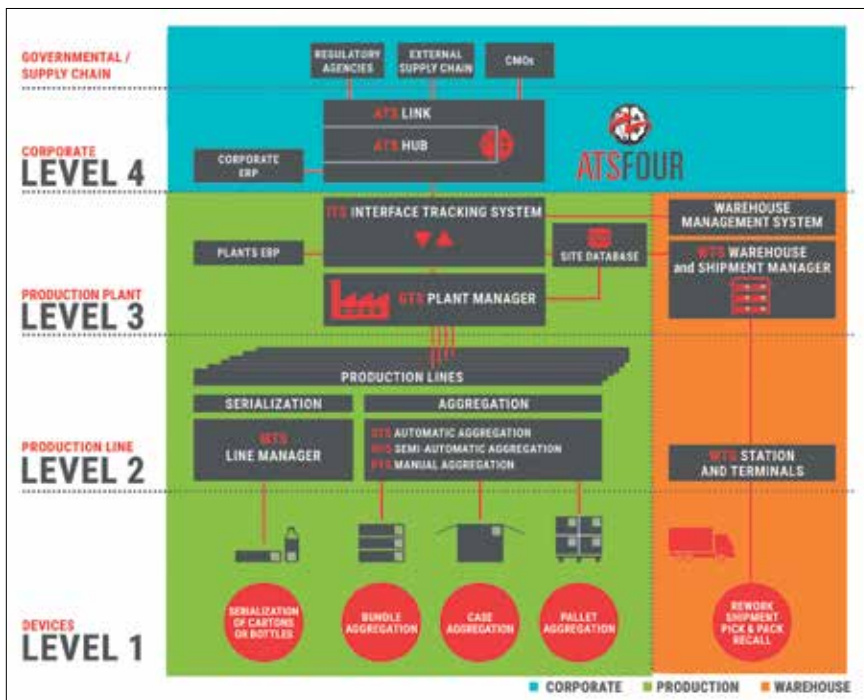 GOVERNMENTAL /
SUPPLY CHAIN
REGULATORY
AGENCIES
EXTERNAL
SUPPLY CHAIN
CMOs
ATS LINK
ATS HUB
CORPORATE
ERP
ATSFOUR
CORPORATE
LEVEL 4
ITS INTERFACE TRACKING SYSTEM
PLANTS ERP
SITE DATABASE
WAREHOUSE
MANAGEMENT SYSTEM
WTS WAREHOUSE
and SHIPMENT MANAGER
GTS PLANT MANAGER
PRODUCTION PLANT
LEVEL 3
PRODUCTION LINES
SERIALIZATION
AGGREGATION
LINE MANAGER
AUTOMATIC AGGREGATION
SEMI-AUTOMATIC AGGREGATION
MANUAL AGGREGATION
WTS STATION
AND TERMINALS
PRODUCTION LINE
LEVEL 2
SERIALIZATION
OF CARTONS
OR BOTTLES
BUNDLE
AGGREGATION
CASE
AGGREGATION
PALLET
AGGREGATION
REWORK
SHIPMENT
PICK & PACK
RECALL
DEVICES
LEVEL 1
CORPORATE
PRODUCTION
WAREHOUSE